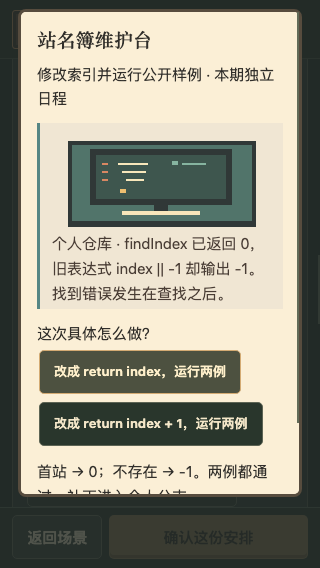 站名簿维护台
修改索引并运行公开样例 · 本期独立
日程
个人仓库 · findIndex 已返回 0，
旧表达式 index || -1 却输出 -1。
找到错误发生在查找之后。
这次具体怎么做?
改成 return index，运行两例
改成 return index + 1，运行两例
首站 → 0；不存在 → -1。两例都通
返回场景
确认这份安排